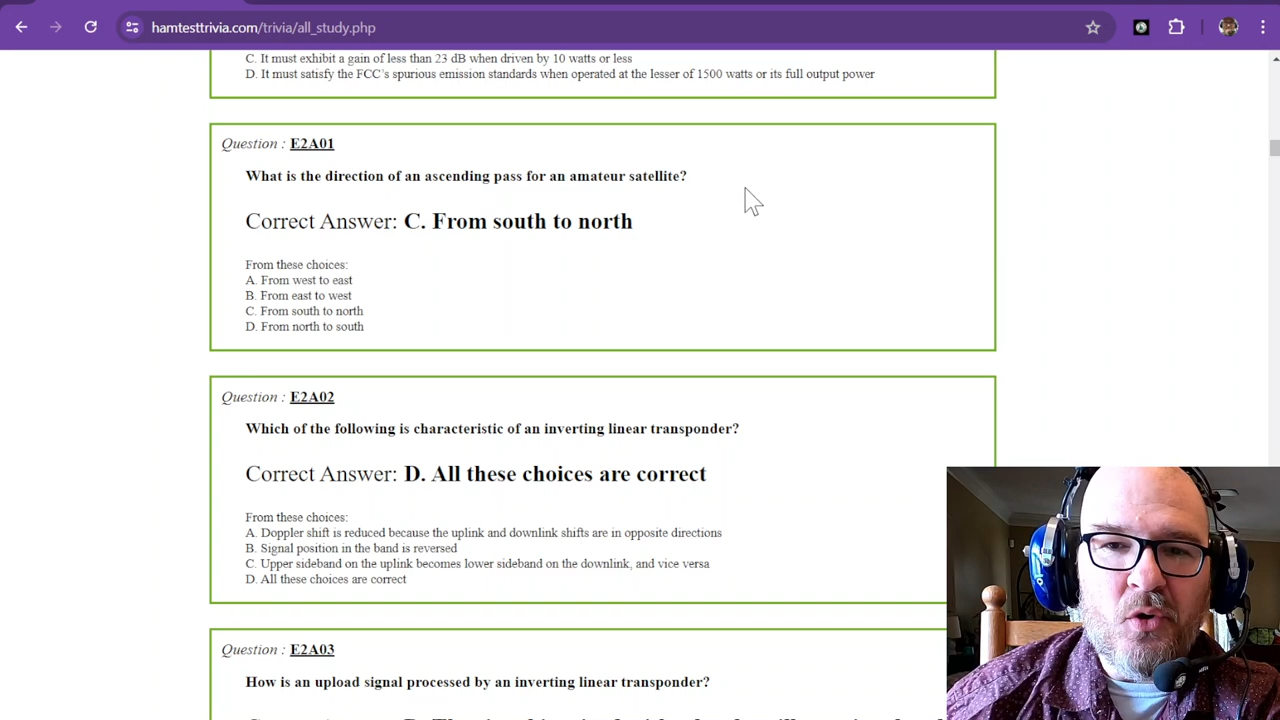 hamtesttrivia.com/trivia/all_study.php
C. It must exhibit a gain of less than 23 dB when driven by 10 watts or less
D. It must satisfy the FCC's spurious emission standards when operated at the lesser of 1500 watts or its full output power
Question : E2A01
What is the direction of an ascending pass for an amateur satellite?
Correct Answer: C. From south to north
From these choices:
A. From west to east
B. From east to west
C. From south to north
D. From north to south
Question : E2A02
Which of the following is characteristic of an inverting linear transponder?
Correct Answer: D. All these choices are correct
From these choices:
A. Doppler shift is reduced because the uplink and downlink shifts are in opposite directions
B. Signal position in the band is reversed
C. Upper sideband on the uplink becomes lower sideband on the downlink, and vice versa
D. All these choices are correct
Question : E2A03
How is an upload signal processed by an inverting linear transponder?